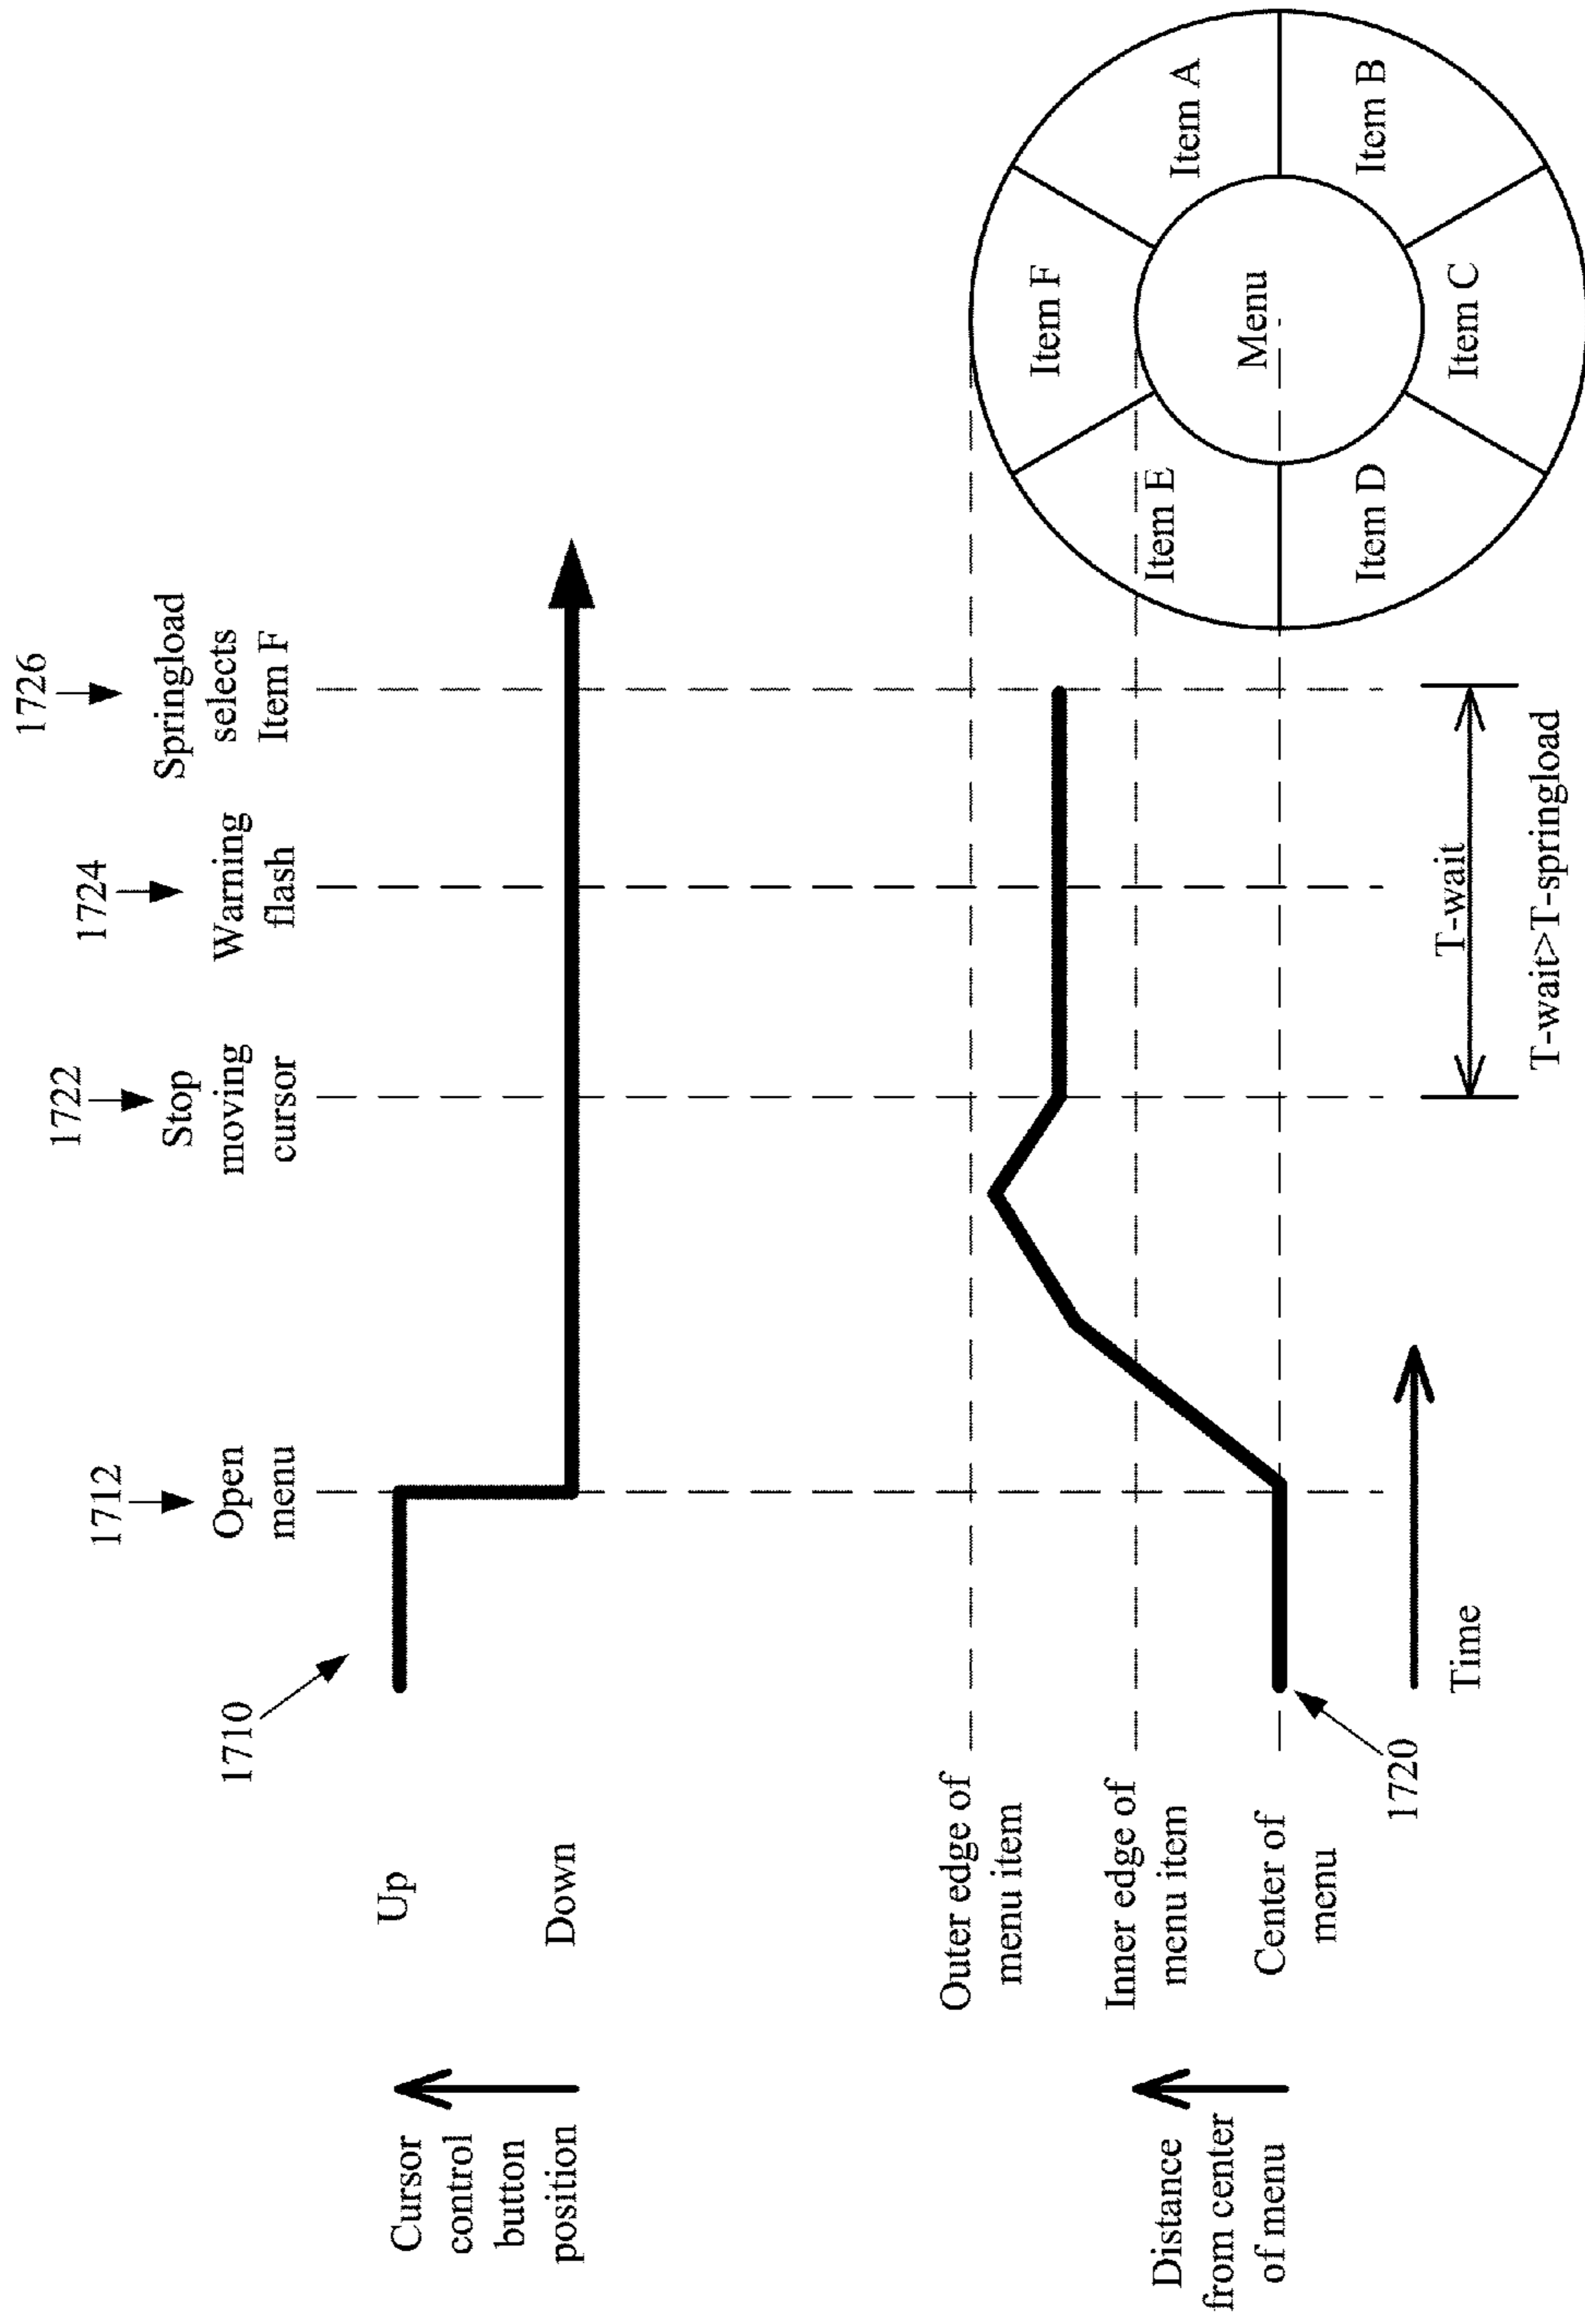 1712
1722
1724
1726
Open
menu
Stop
moving
cursor
Warning
flash
Springload
selects
Item F
1710
Cursor
control
button
position
Up
Down
Distance
from center
of menu
Outer edge of
menu item
Inner edge of
menu item
Center of
menu
1720
Time
T-wait
T-wait>T-springload
Menu
Item A
Item B
Item C
Item D
Item E
Item F